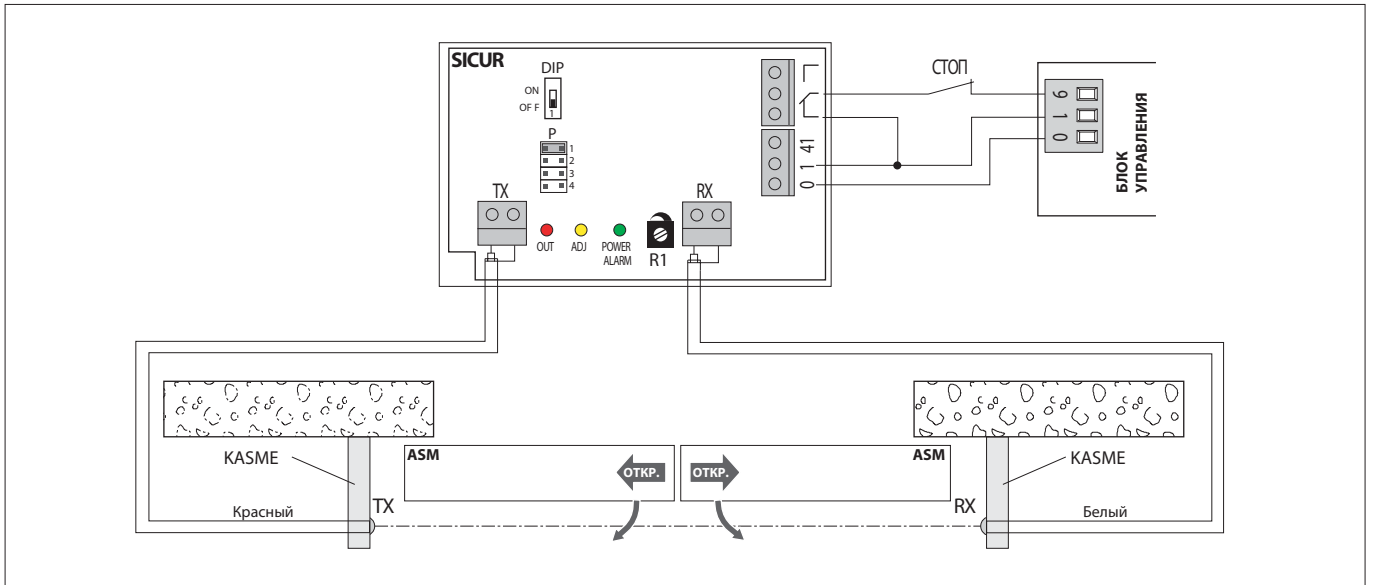 SICUR
DIP
ON
OFF
1
P
1
2
3
4
TX
RX
OUT
ADJ
POWER
ALARM
R1
41
1
0
СТОП
9
1
0
БЛОК
УПРАВЛЕНИЯ
KASME
ASM
ОТКР.
ОТКР.
ASM
KASME
Красный
TX
RX
Белый